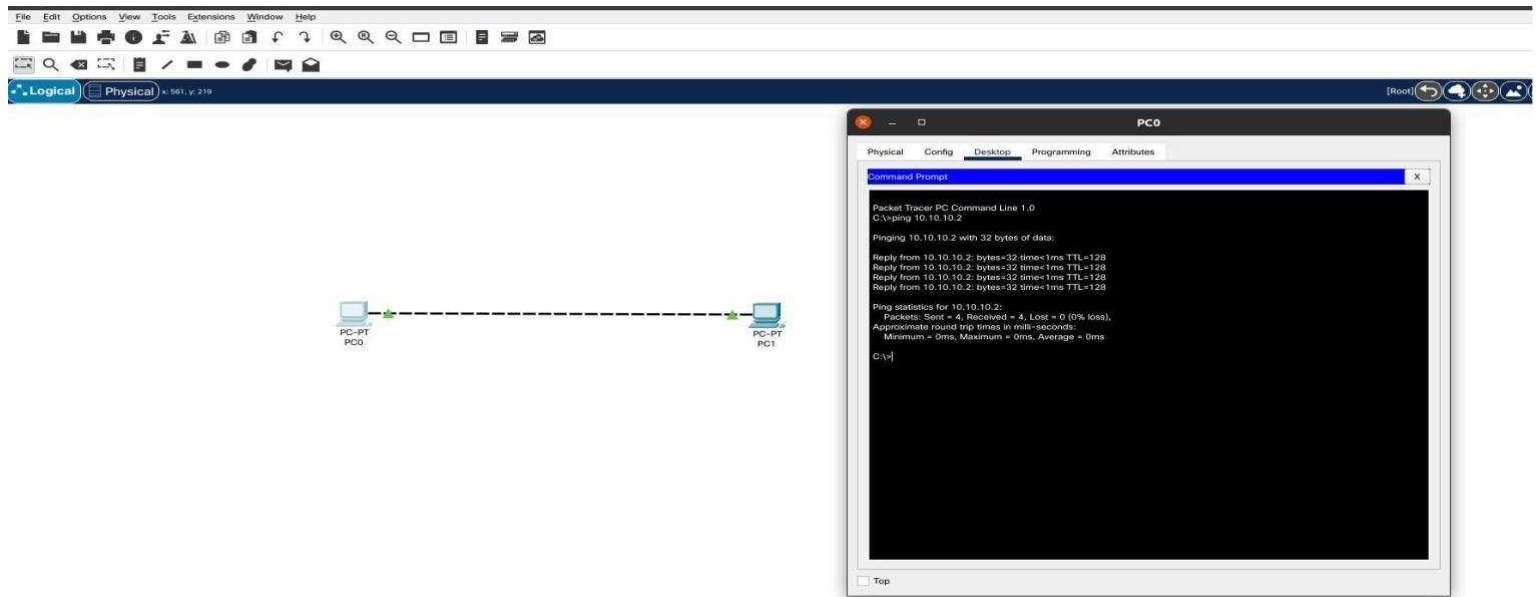 File Edit Options View Tools Extensions Window Help
Logical Physical x: 561, y: 219 [Root]
PC0
Physical Config Desktop Programming Attributes
Command Prompt X
Packet Tracer PC Command Line 1.0
C:\>ping 10.10.10.2
Pinging 10.10.10.2 with 32 bytes of data:
Reply from 10.10.10.2: bytes=32 time<1ms TTL=128
Reply from 10.10.10.2: bytes=32 time<1ms TTL=128
Reply from 10.10.10.2: bytes=32 time<1ms TTL=128
Reply from 10.10.10.2: bytes=32 time<1ms TTL=128
Ping statistics for 10.10.10.2:
Packets: Sent = 4, Received = 4, Lost = 0 (0% loss),
Approximate round trip times in milli-seconds:
Minimum = 0ms, Maximum = 0ms, Average = 0ms
C:\>
Top
PC-PT
PC0
PC-PT
PC1